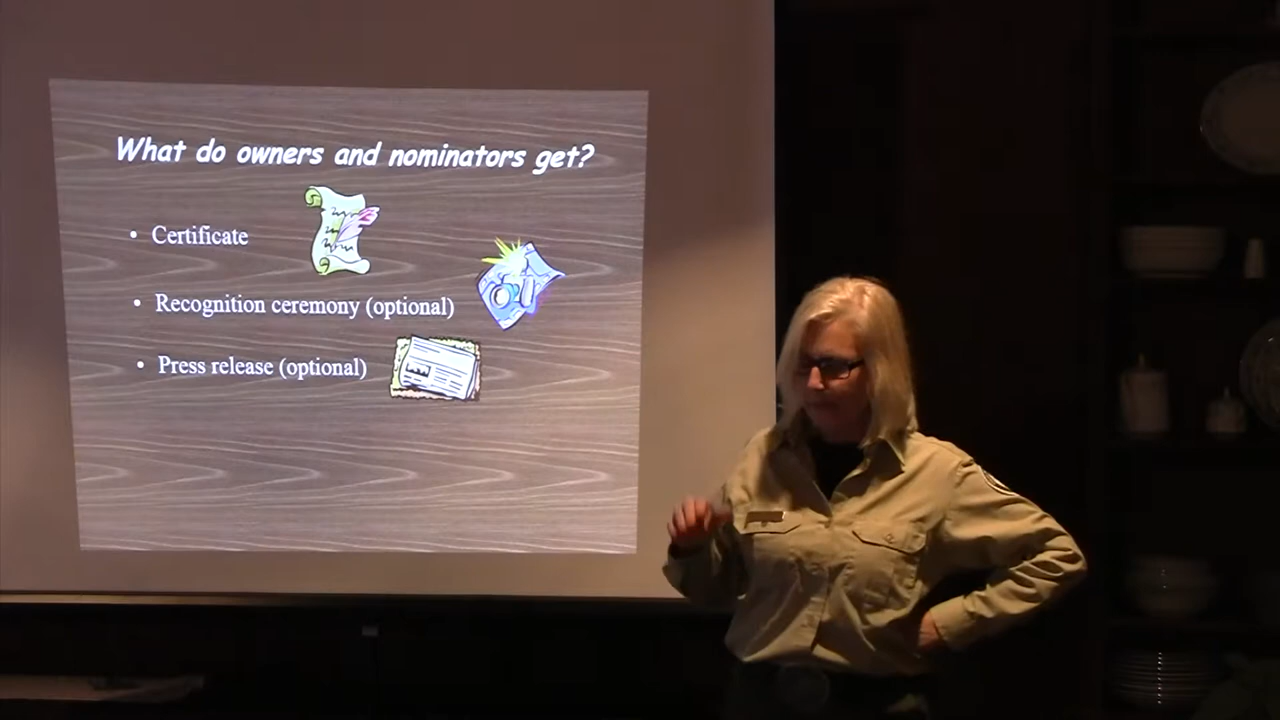 What do owners and nominators get?
• Certificate
• Recognition ceremony (optional)
• Press release (optional)